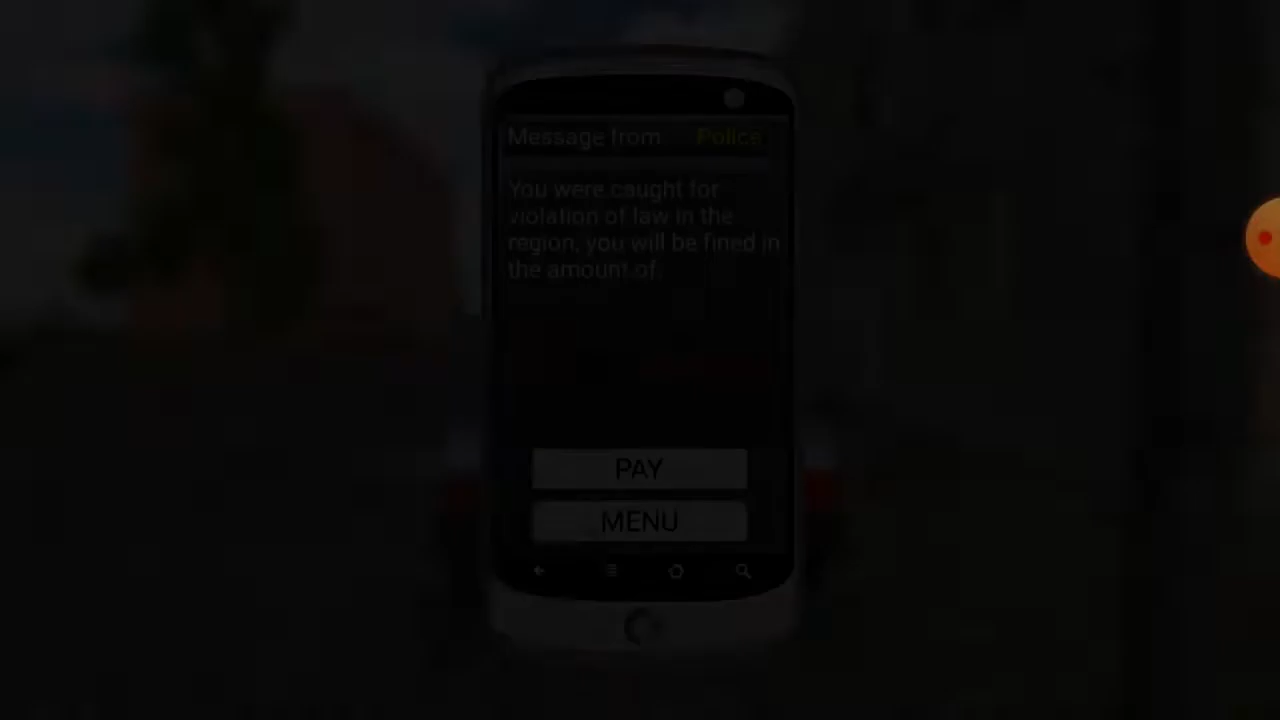 Message from Police
You were caught for
violation of law in the
region, you will be fined in
the amount of:
PAY
MENU